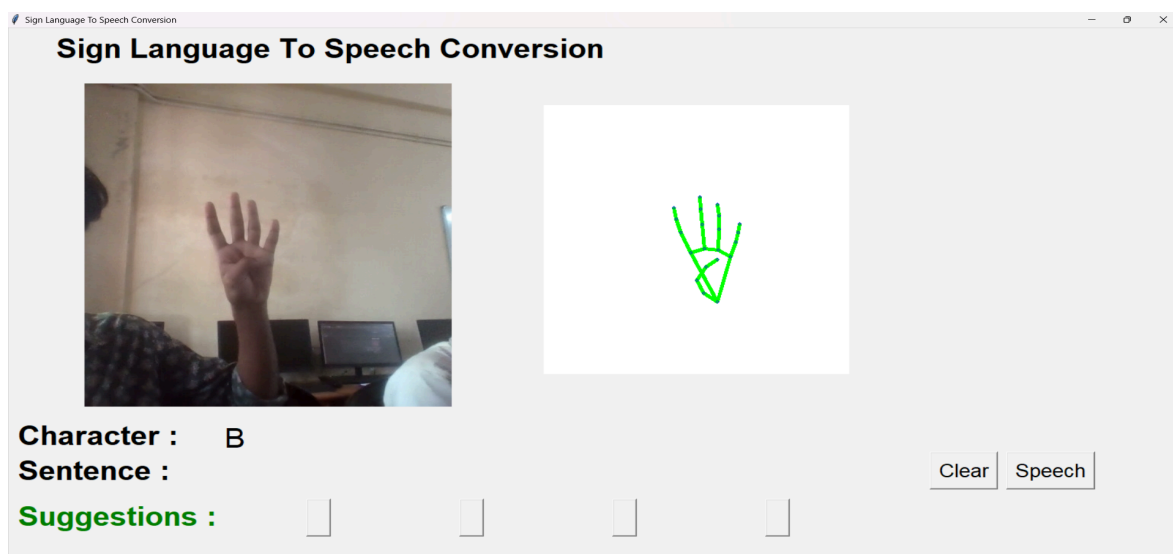 Sign Language To Speech Conversion
Sign Language To Speech Conversion
Character : B
Sentence :
Clear Speech
Suggestions :